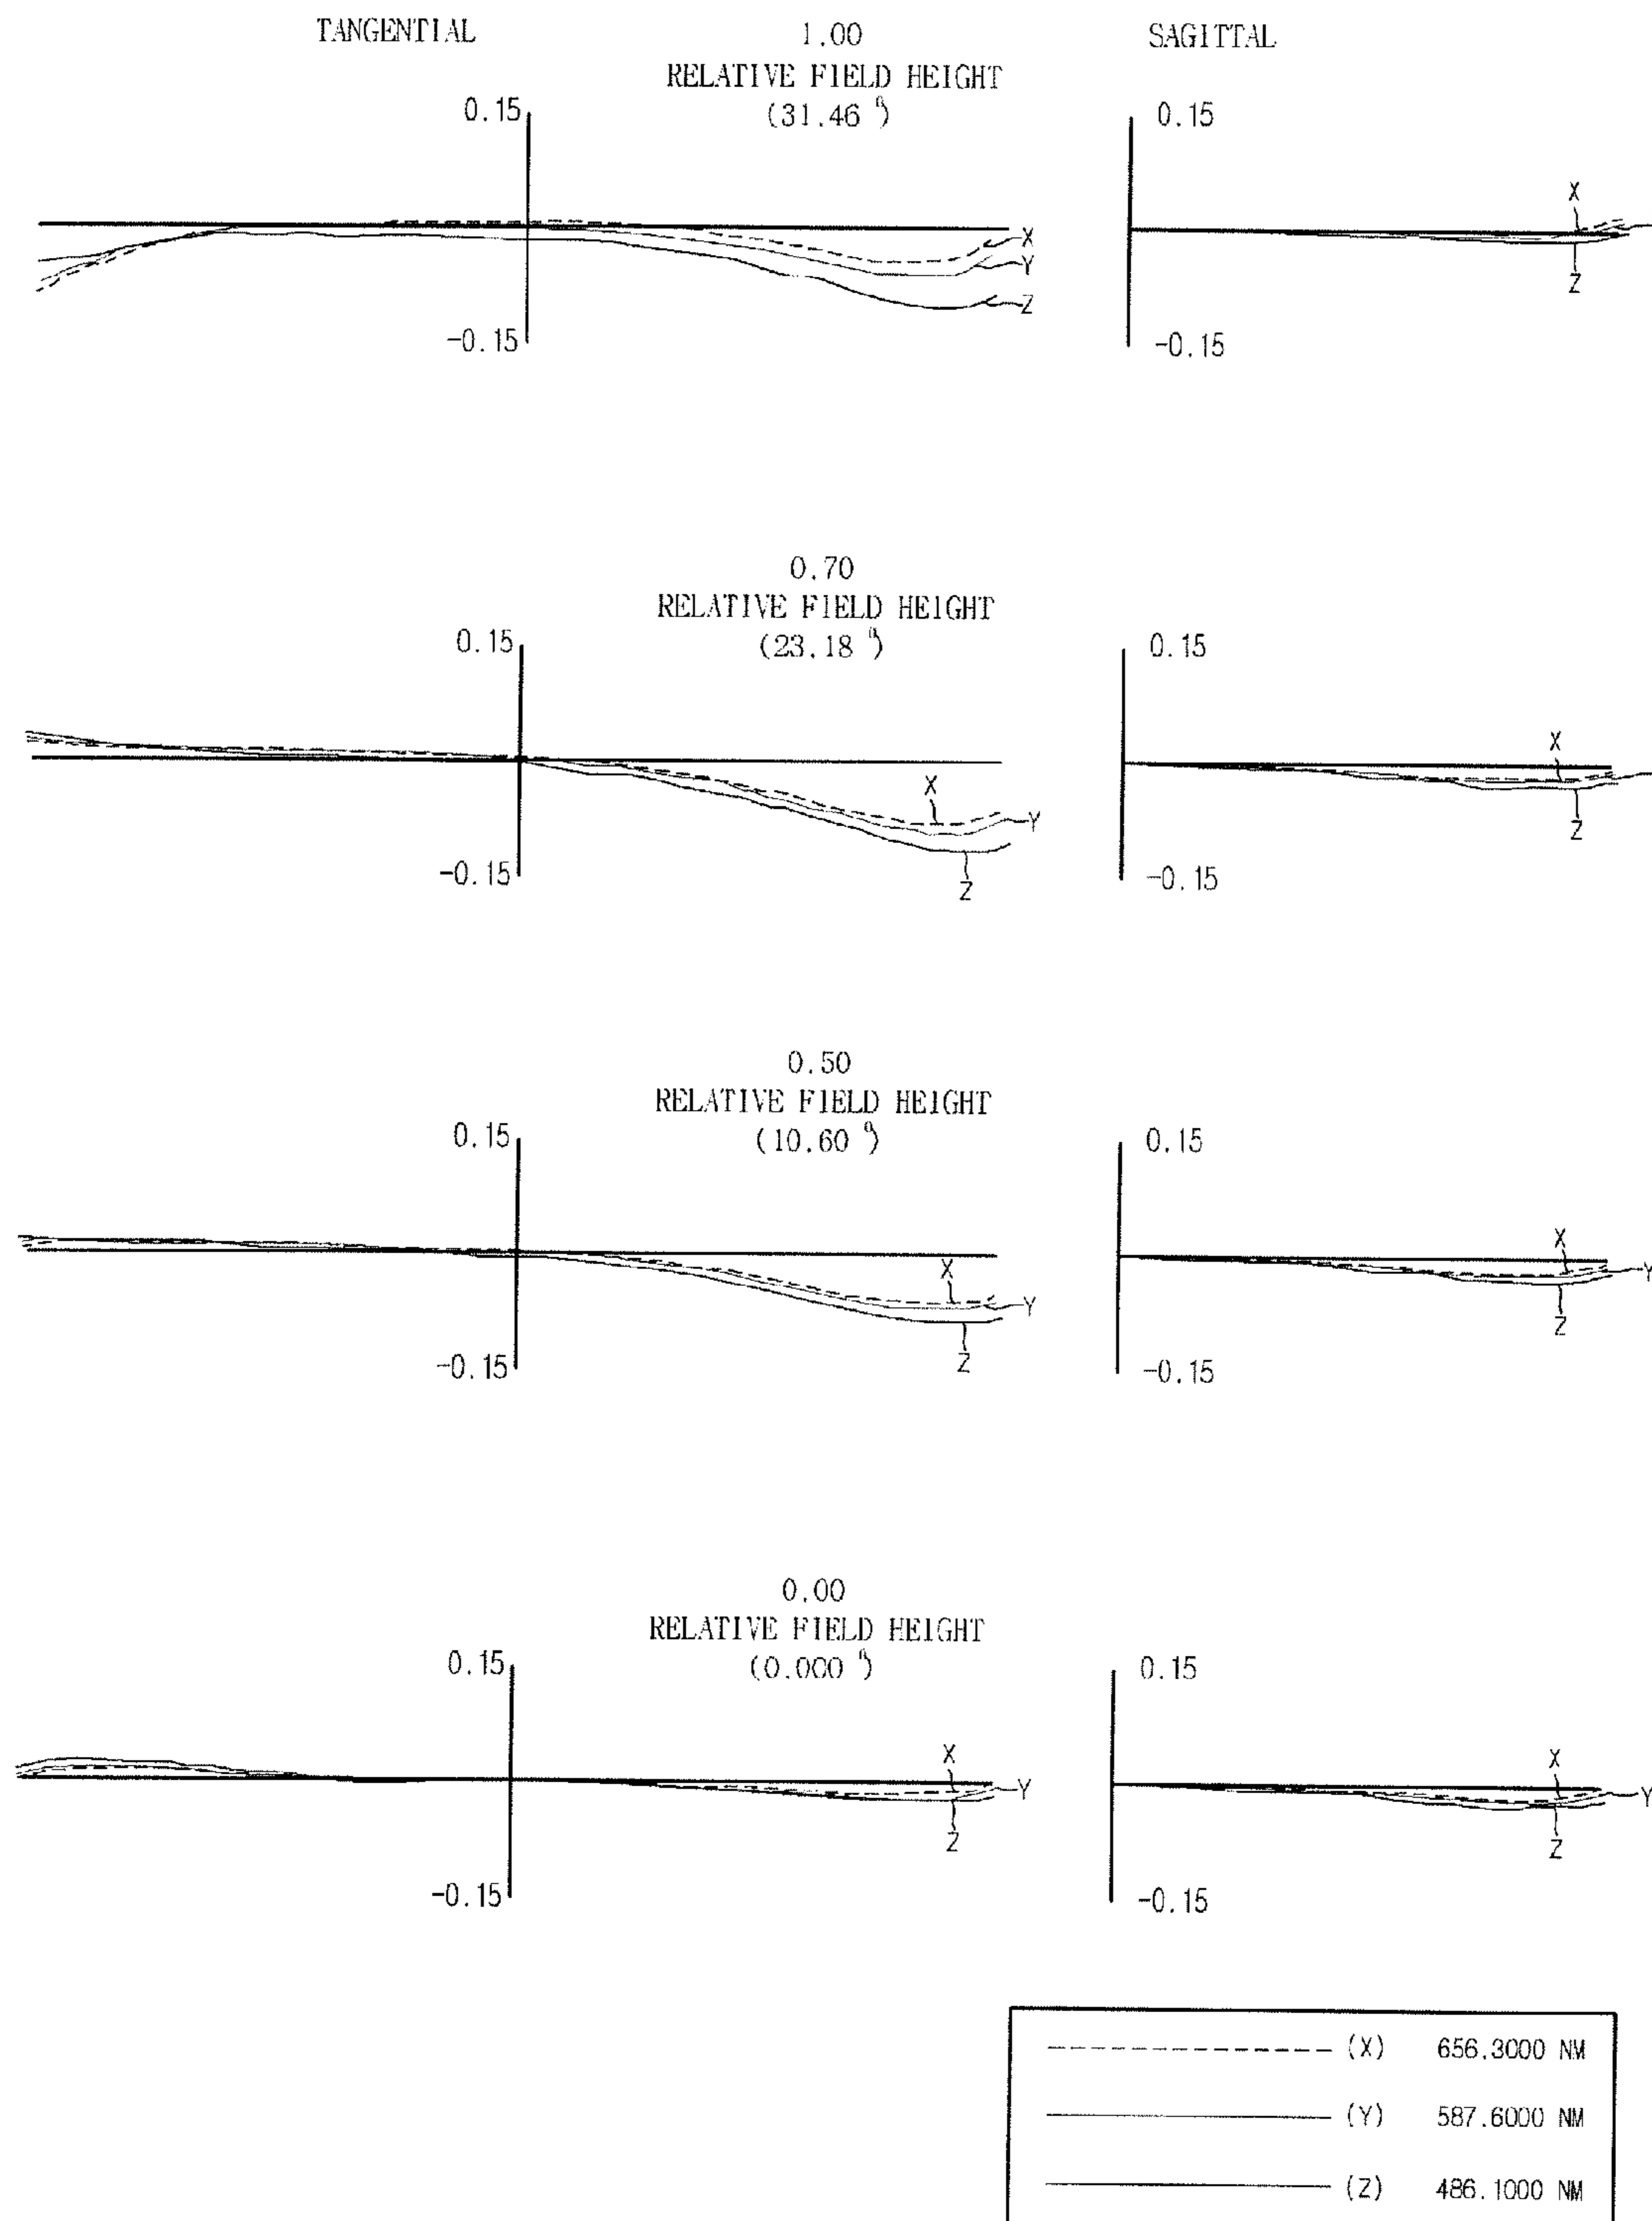 TANGENTIAL
1.00
SAGITTAL
RELATIVE FIELD HEIGHT
(31.46 °)
0.15
0.15
X
X
Y
Z
Z
-0.15
-0.15
0.70
RELATIVE FIELD HEIGHT
(23.18 °)
0.15
0.15
X
X
Y
Z
Z
-0.15
-0.15
0.50
RELATIVE FIELD HEIGHT
(10.60 °)
0.15
0.15
X
X
Y
Y
Z
Z
-0.15
-0.15
0.00
RELATIVE FIELD HEIGHT
(0.000 °)
0.15
0.15
X
X
Y
Y
Z
Z
-0.15
-0.15
(X) 656.3000 NM
(Y) 587.6000 NM
(Z) 486.1000 NM